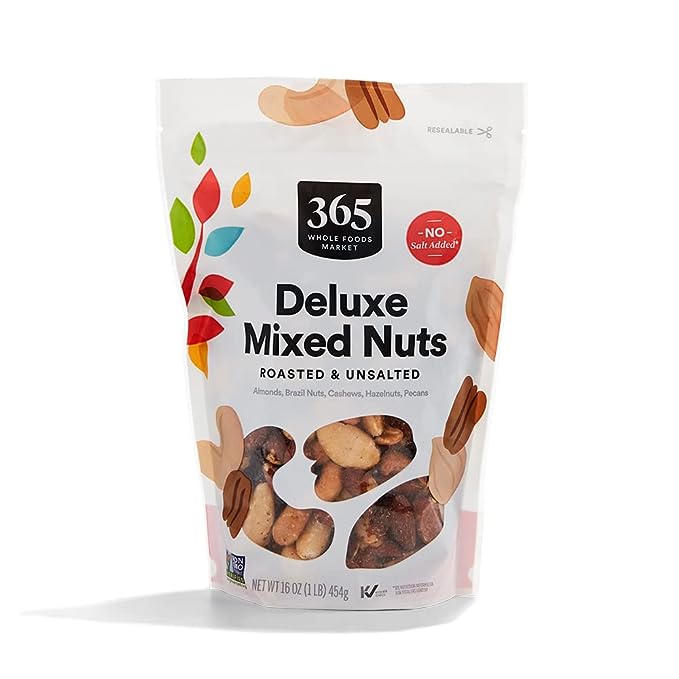 RESEALABLE
365
WHOLE FOODS
MARKET
-NO-
Salt Added*
Deluxe
Mixed Nuts
ROASTED & UNSALTED
Almonds, Brazil Nuts, Cashews, Hazelnuts, Pecans
NET WT 16 OZ (1 LB) 454g